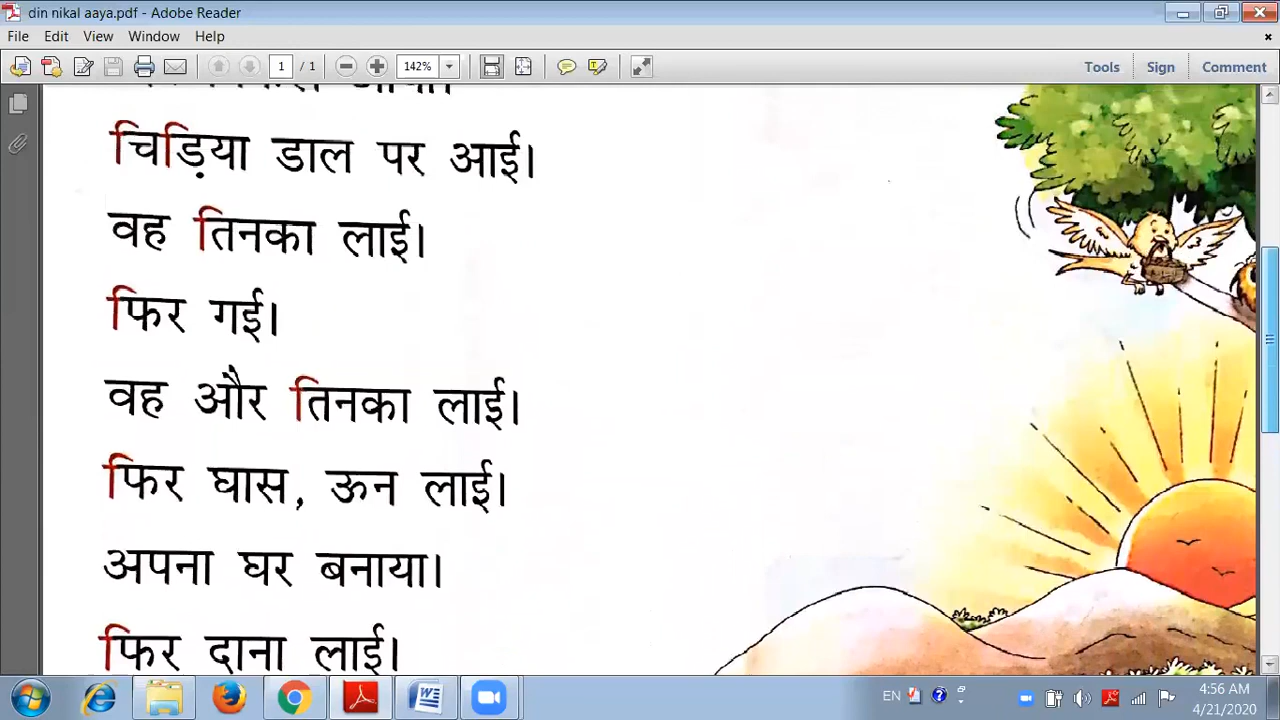 din nikal aaya.pdf - Adobe Reader
File Edit View Window Help
1 / 1 142% Tools Sign Comment
चिड़िया डाल पर आई।
वह तिनका लाई।
फिर गई।
वह और तिनका लाई।
फिर घास, ऊन लाई।
अपना घर बनाया।
फिर दाना लाई।
EN 4:56 AM
4/21/2020